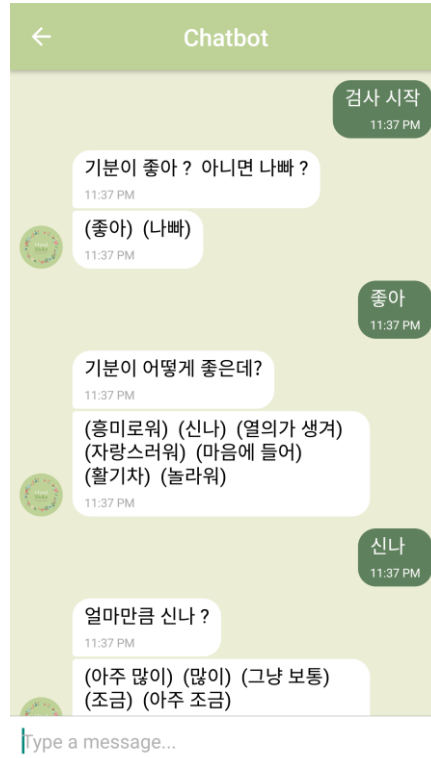 Chatbot
검사 시작
11:37 PM
기분이 좋아 ? 아니면 나빠 ?
11:37 PM
(좋아) (나빠)
11:37 PM
좋아
11:37 PM
기분이 어떻게 좋은데?
11:37 PM
(흥미로워) (신나) (열의가 생겨)
(자랑스러워) (마음에 들어)
(활기차) (놀라워)
11:37 PM
신나
11:37 PM
얼마만큼 신나 ?
11:37 PM
(아주 많이) (많이) (그냥 보통)
(조금) (아주 조금)
Type a message...